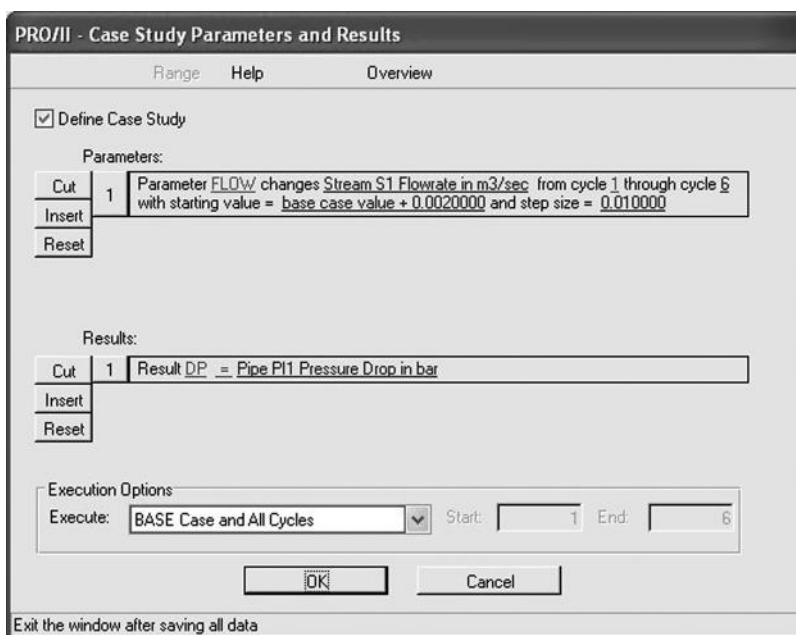 PRO/II - Case Study Parameters and Results
Range Help Overview
Define Case Study
Parameters:
Cut
Insert
Reset
1
Parameter FLOW changes Stream S1 Flowrate in m3/sec from cycle 1 through cycle 6
with starting value = base case value + 0.0020000 and step size = 0.010000
Results:
Cut
Insert
Reset
1
Result DP = Pipe PI1 Pressure Drop in bar
Execution Options
Execute: BASE Case and All Cycles Start: 1 End: 6
OK Cancel
Exit the window after saving all data